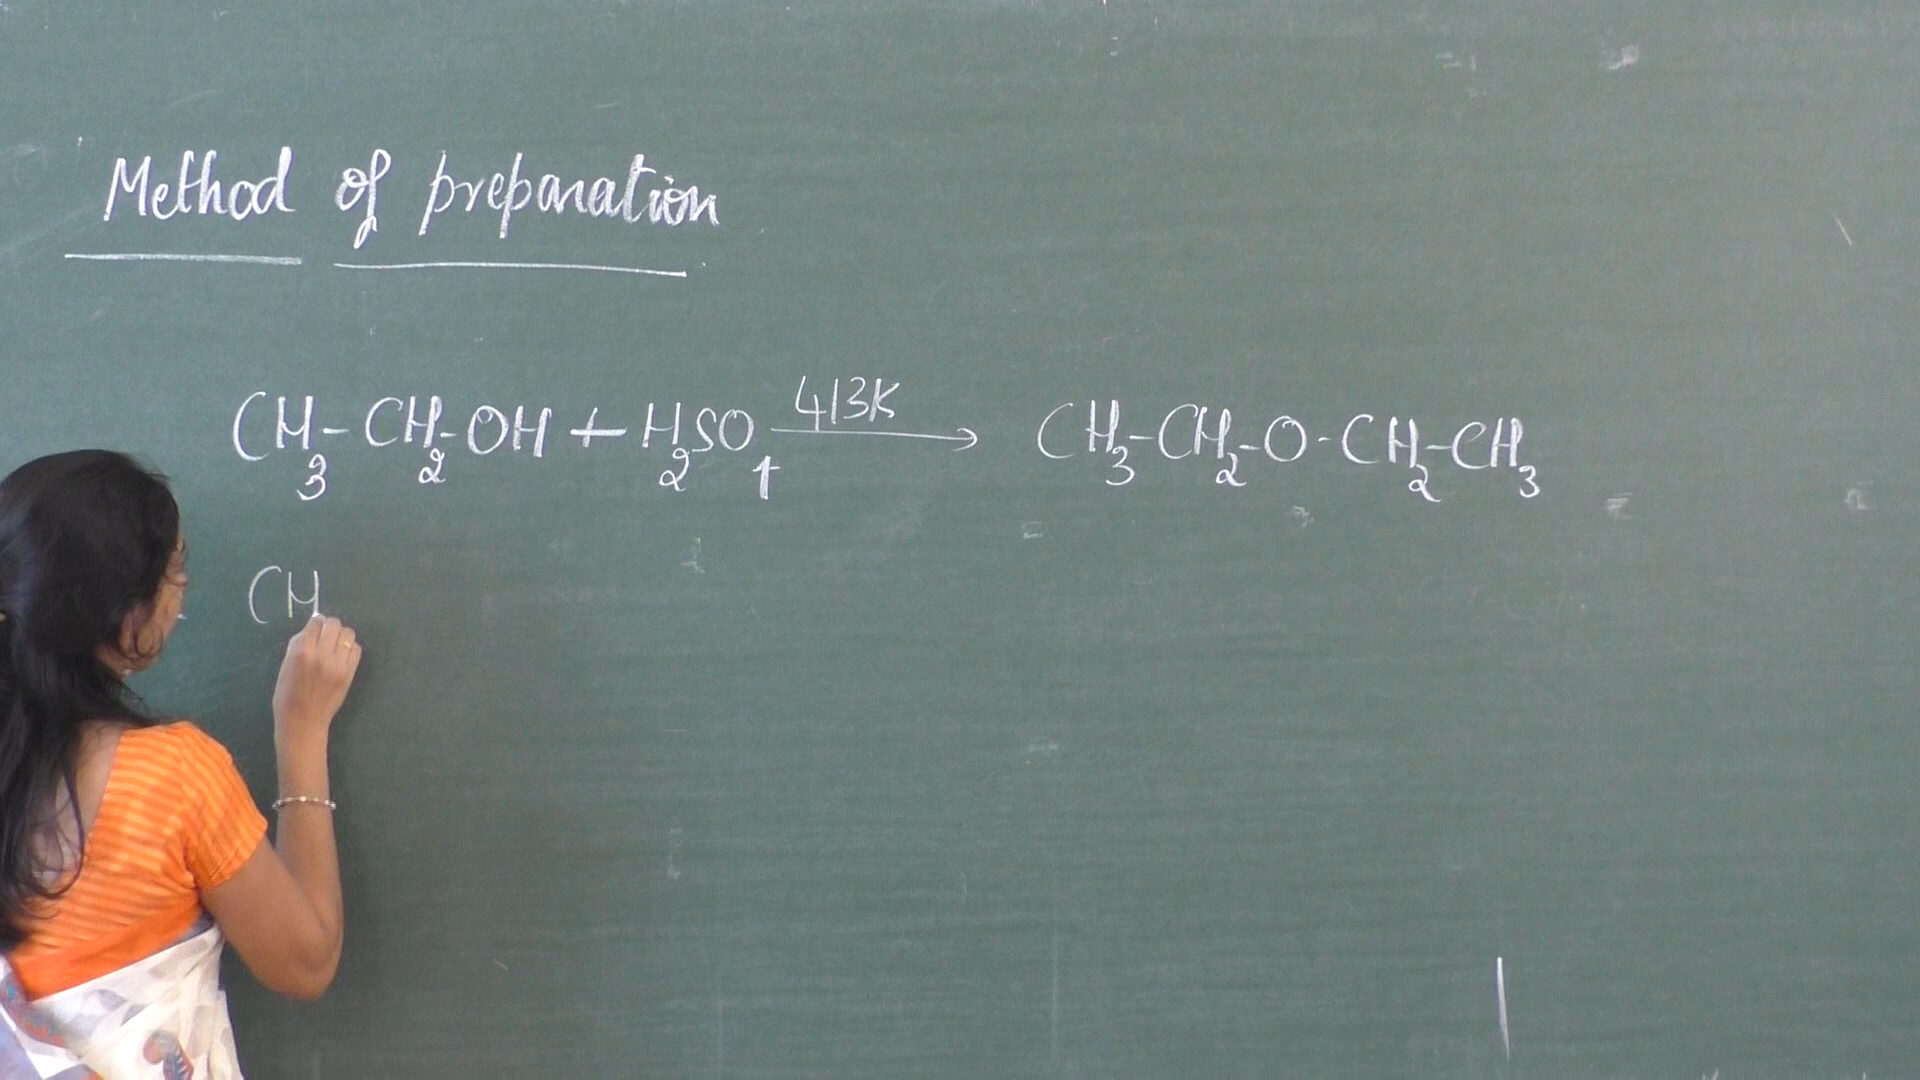 Method of preparation
CH₃-CH₂-OH + H₂SO₄ 413K → CH₃-CH₂-O-CH₂-CH₃
CH